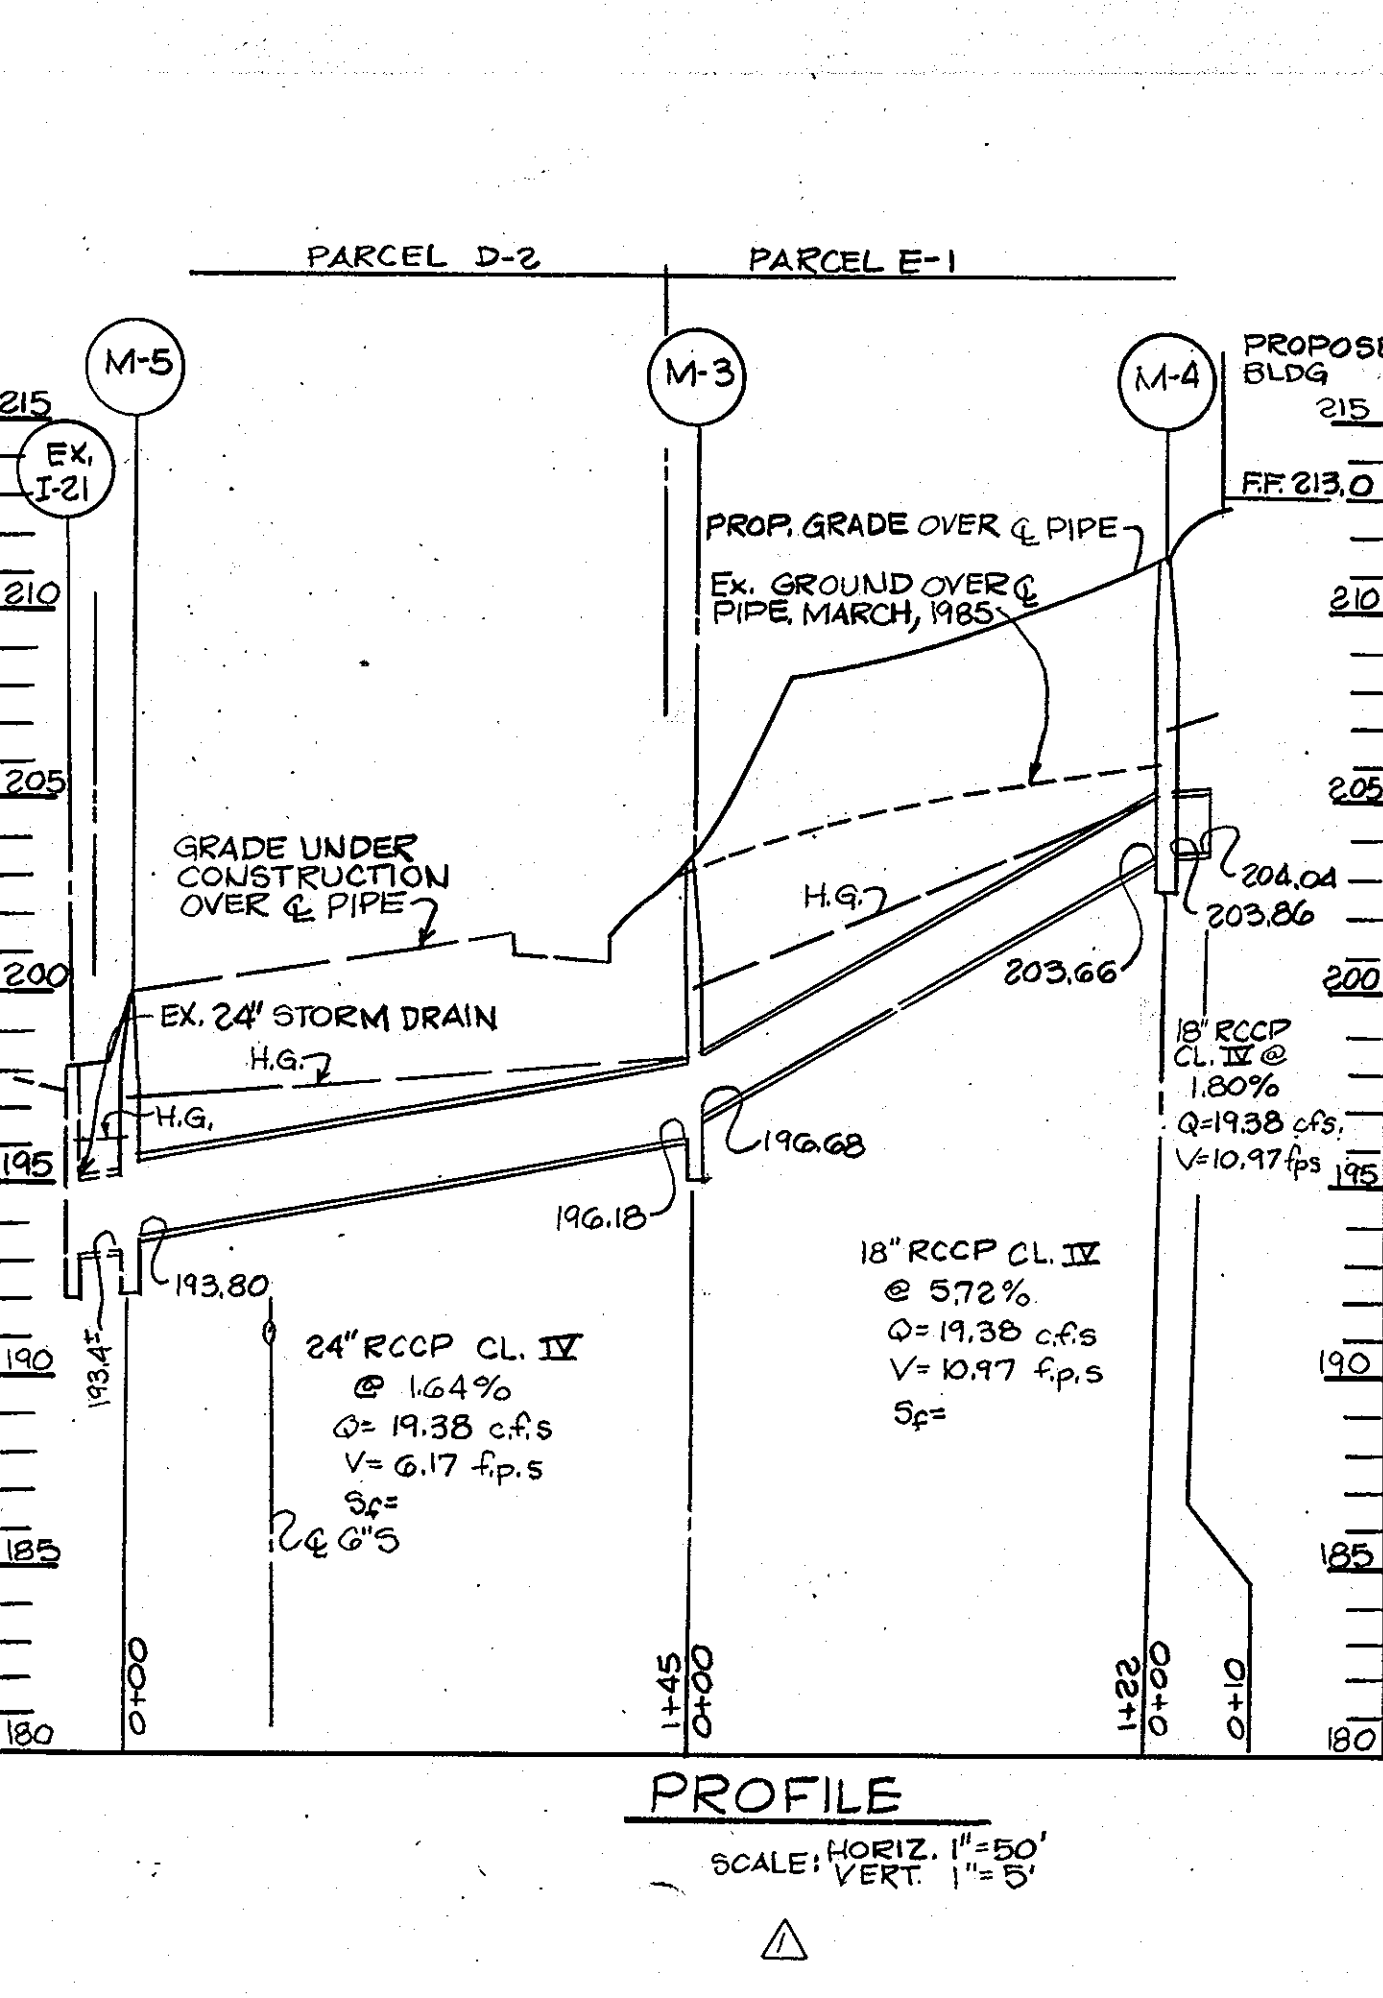 PARCEL D-2
PARCEL E-1
M-5
M-3
M-4
PROPOSE
BLDG
215
215
EX.
I-21
F.F. 213.0
PROP. GRADE OVER ℄ PIPE
EX. GROUND OVER ℄
PIPE, MARCH, 1985
210
210
205
205
GRADE UNDER
CONSTRUCTION
OVER ℄ PIPE
H.G.
204.04
203.86
203.66
200
200
EX. 24" STORM DRAIN
H.G.
H.G.
18" RCCP
CL. IV @
1.80%
Q=19.38 cfs.
V=10.97 fps
195
195
196.68
196.18
193.80
193.4±
18" RCCP CL. IV
@ 5.72%
Q=19.38 c.f.s
V=10.97 f.p.s
Sf=
24" RCCP CL. IV
@ 1.64%
Q= 19.38 c.f.s
V= 6.17 f.p.s
Sf=
℄ 6"S
190
190
185
185
0+00
1+45
0+00
1+22
0+00
0+10
180
180
PROFILE
SCALE: HORIZ. 1"=50'
VERT. 1"=5'
1